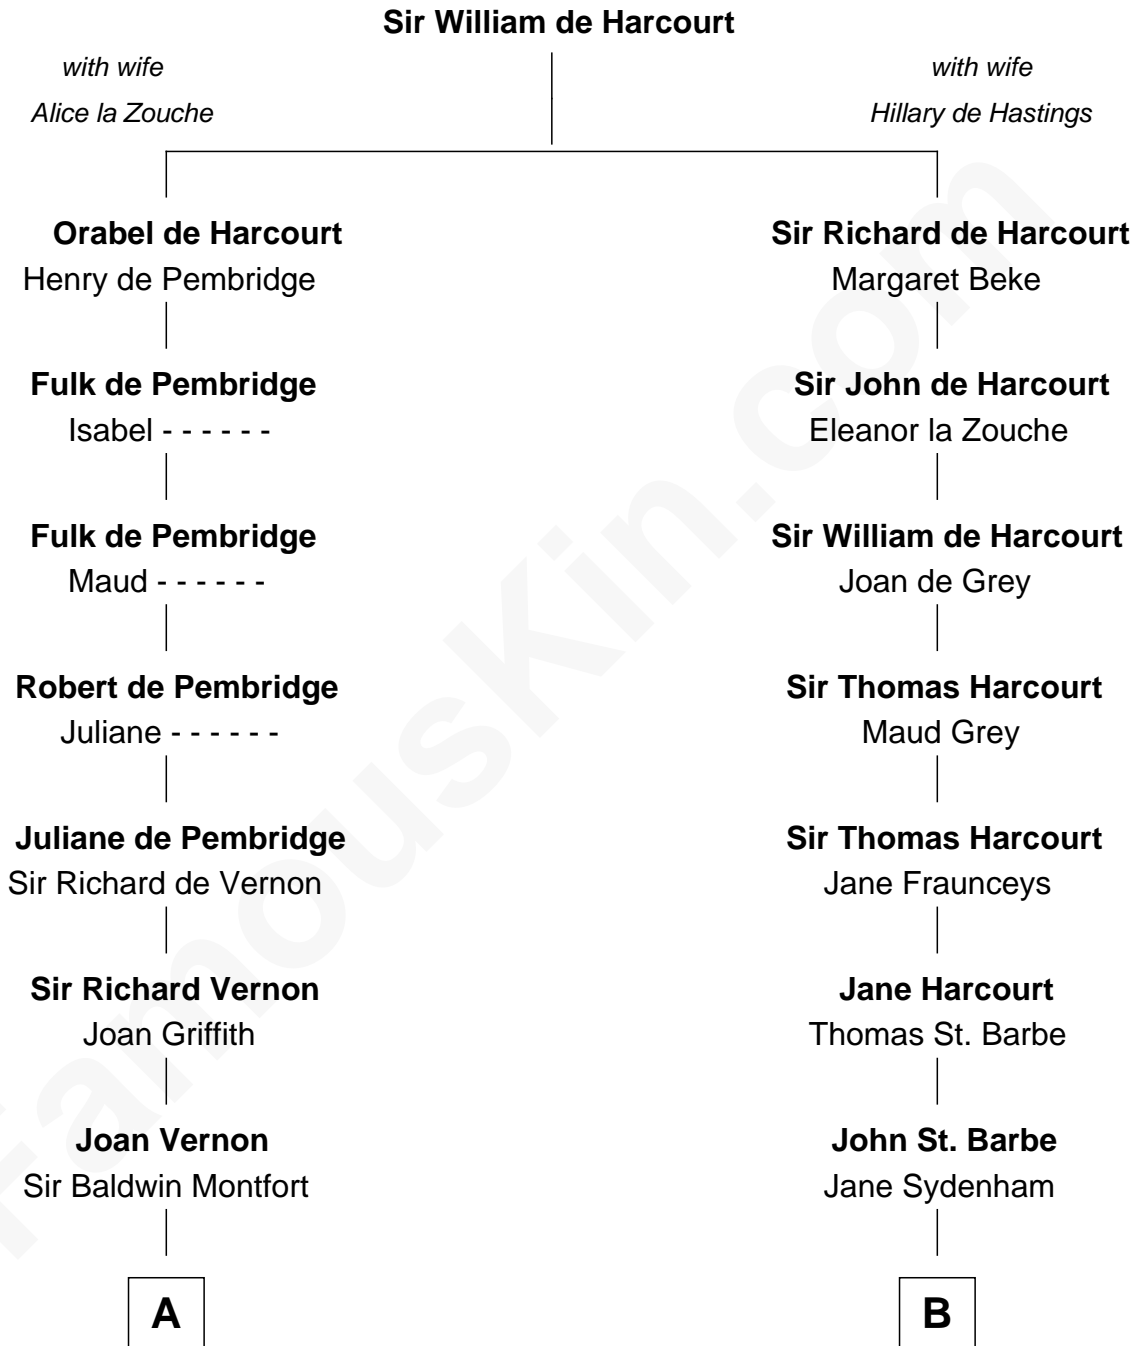 Sir William de Harcourt
with wife
Alice la Zouche
with wife
Hillary de Hastings
Orabel de Harcourt
Henry de Pembridge
Sir Richard de Harcourt
Margaret Beke
Fulk de Pembridge
Isabel - - - - - -
Sir John de Harcourt
Eleanor la Zouche
Fulk de Pembridge
Maud - - - - - -
Sir William de Harcourt
Joan de Grey
Robert de Pembridge
Juliane - - - - - -
Sir Thomas Harcourt
Maud Grey
Juliane de Pembridge
Sir Richard de Vernon
Sir Thomas Harcourt
Jane Fraunceys
Sir Richard Vernon
Joan Griffith
Jane Harcourt
Thomas St. Barbe
Joan Vernon
Sir Baldwin Montfort
John St. Barbe
Jane Sydenham
A
B
FamousKin.com